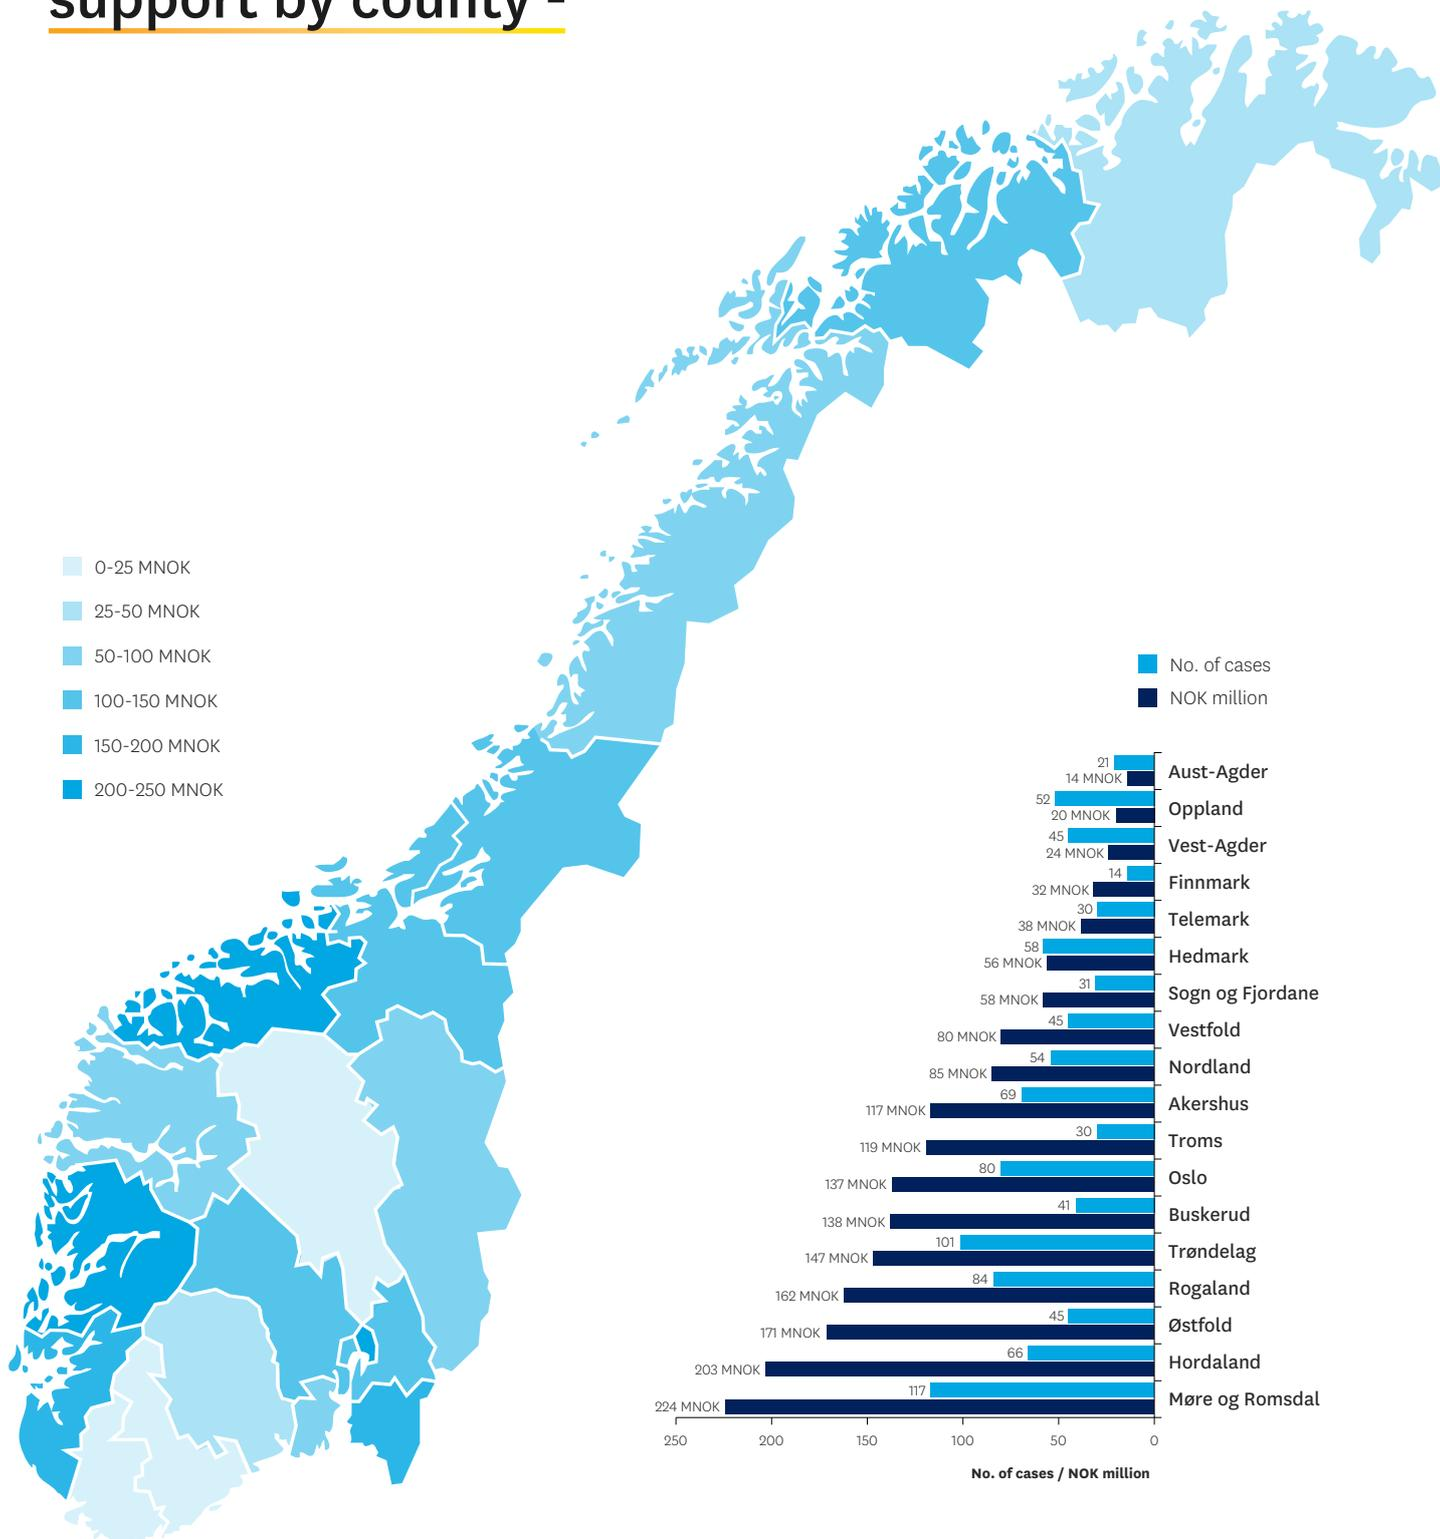 support by county -
0-25 MNOK
25-50 MNOK
50-100 MNOK
100-150 MNOK
150-200 MNOK
200-250 MNOK
No. of cases
NOK million
21
14 MNOK
Aust-Agder
52
20 MNOK
Oppland
45
24 MNOK
Vest-Agder
14
32 MNOK
Finnmark
30
38 MNOK
Telemark
58
56 MNOK
Hedmark
31
58 MNOK
Sogn og Fjordane
45
80 MNOK
Vestfold
54
85 MNOK
Nordland
69
117 MNOK
Akershus
30
119 MNOK
Troms
80
137 MNOK
Oslo
41
138 MNOK
Buskerud
101
147 MNOK
Trøndelag
84
162 MNOK
Rogaland
45
171 MNOK
Østfold
66
203 MNOK
Hordaland
117
224 MNOK
Møre og Romsdal
250 200 150 100 50 0
No. of cases / NOK million